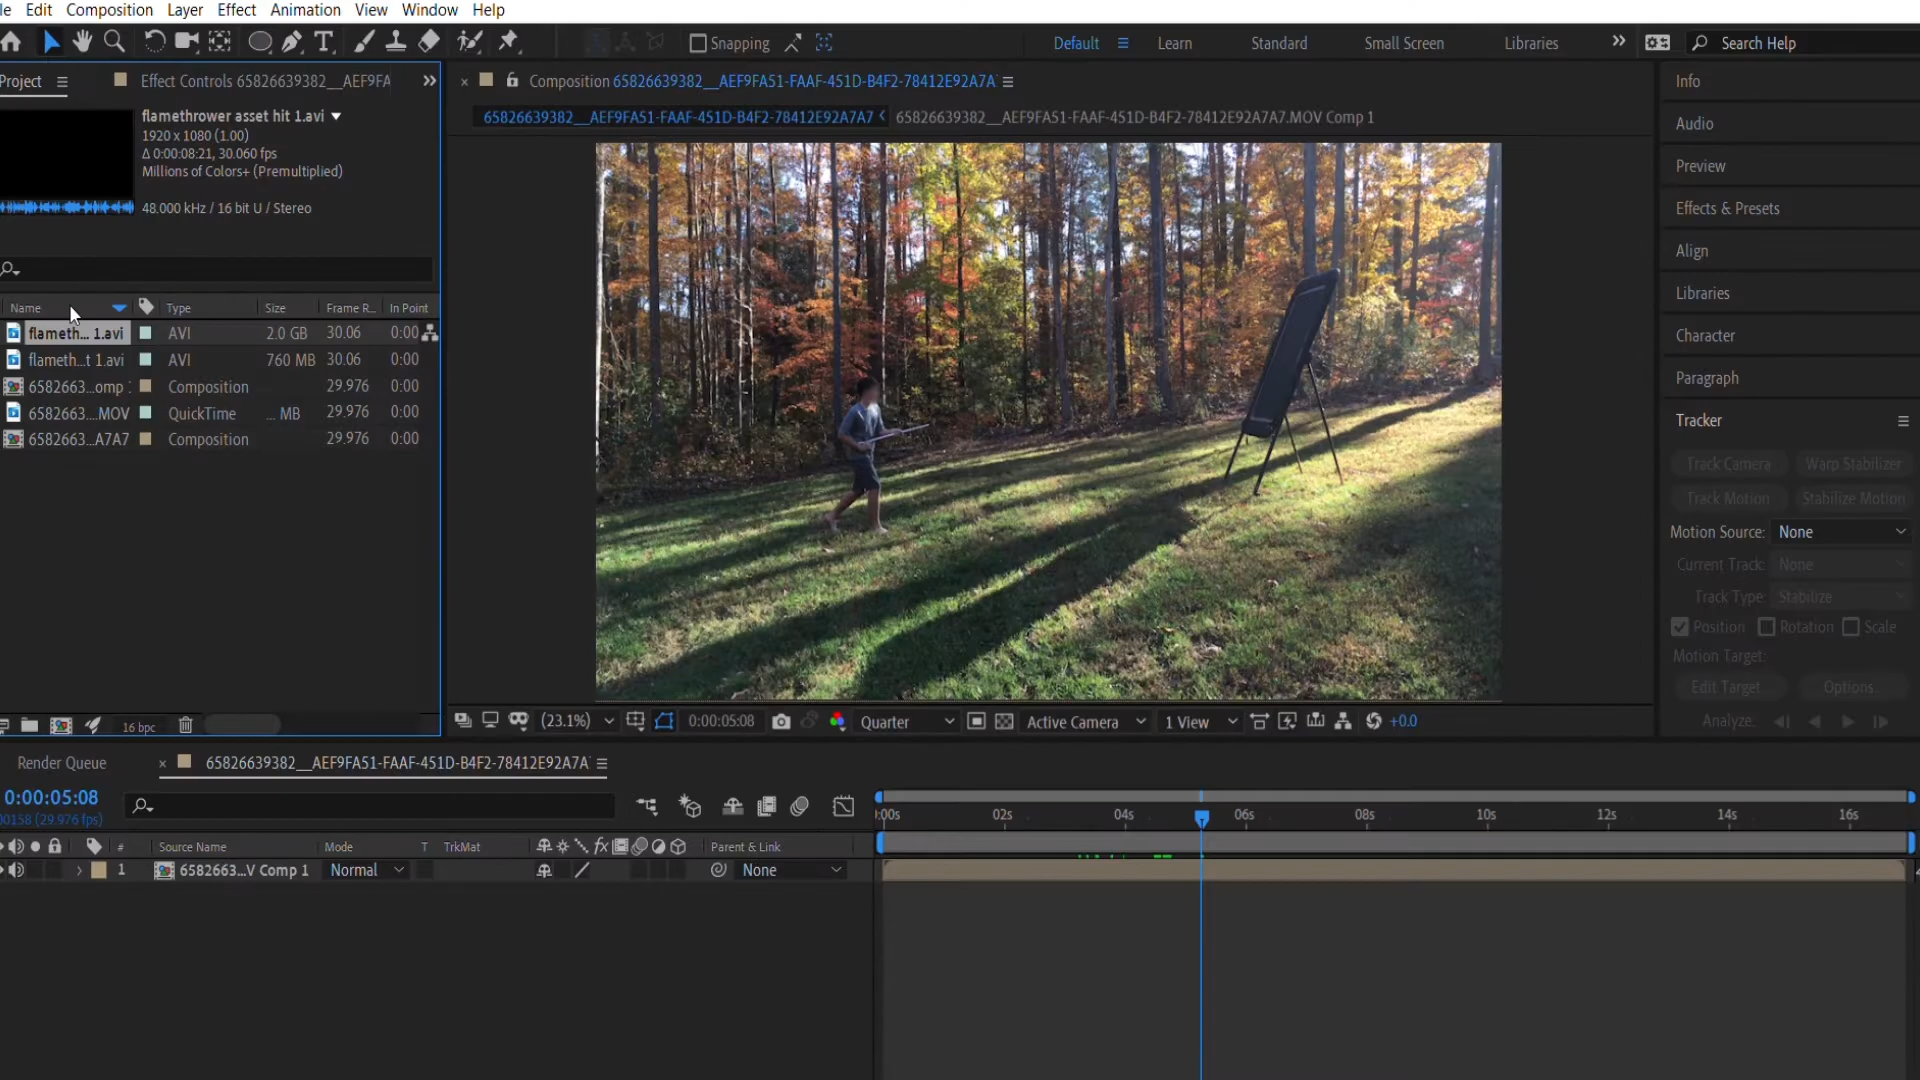 le Edit Composition Layer Effect Animation View Window Help
Snapping Default Learn Standard Small Screen Libraries Search Help
Project Effect Controls 65826639382__AEF9FA
Composition 65826639382__AEF9FA51-FAAF-451D-B4F2-78412E92A7A
65826639382__AEF9FA51-FAAF-451D-B4F2-78412E92A7A7 65826639382__AEF9FA51-FAAF-451D-B4F2-78412E92A7A7.MOV Comp 1
flamethrower asset hit 1.avi
1920 x 1080 (1.00)
Δ 0:00:08:21, 30.060 fps
Millions of Colors+ (Premultiplied)
48.000 kHz / 16 bit U / Stereo
Name Type Size Frame R... In Point
flameth... 1.avi AVI 2.0 GB 30.06 0:00
flameth...t 1.avi AVI 760 MB 30.06 0:00
6582663...omp Composition 29.976 0:00
6582663....MOV QuickTime ... MB 29.976 0:00
6582663...A7A7 Composition 29.976 0:00
16 bpc
(23.1%) 0:00:05:08 Quarter Active Camera 1 View +0.0
Info
Audio
Preview
Effects & Presets
Align
Libraries
Character
Paragraph
Tracker
Track Camera Warp Stabilizer
Track Motion Stabilize Motion
Motion Source: None
Current Track: None
Track Type: Stabilize
Position Rotation Scale
Motion Target:
Edit Target... Options...
Analyze:
Render Queue 65826639382__AEF9FA51-FAAF-451D-B4F2-78412E92A7A
0:00:05:08
00158 (29.976 fps)
:00s 02s 04s 06s 08s 10s 12s 14s 16s
# Source Name Mode T TrkMat fx Parent & Link
1 6582663...V Comp 1 Normal None